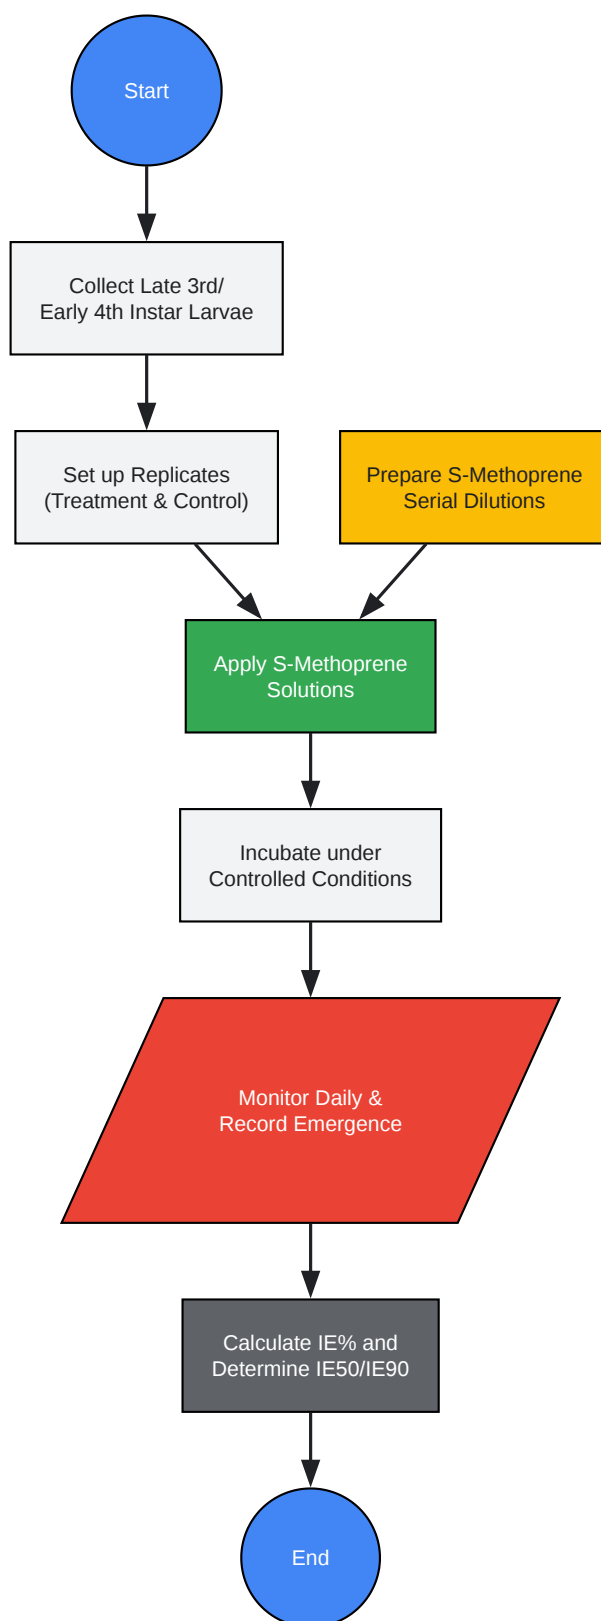 Start
Collect Late 3rd/
Early 4th Instar Larvae
Set up Replicates
(Treatment & Control)
Prepare S-Methoprene
Serial Dilutions
Apply S-Methoprene
Solutions
Incubate under
Controlled Conditions
Monitor Daily &
Record Emergence
Calculate IE% and
Determine IE50/IE90
End